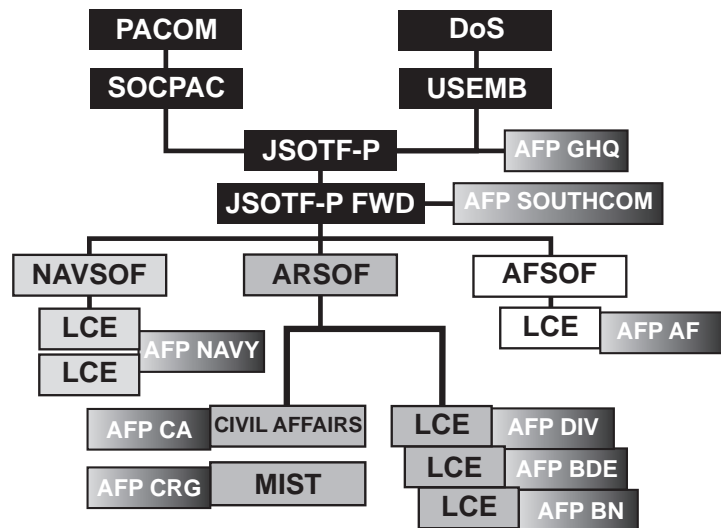 PACOM
DoS
SOCPAC
USEMB
JSOTF-P
AFP GHQ
JSOTF-P FWD
AFP SOUTHCOM
NAVSOF
ARSOF
AFSOF
LCE
LCE
AFP NAVY
LCE
AFP AF
AFP CA
CIVIL AFFAIRS
LCE
AFP DIV
AFP CRG
MIST
LCE
AFP BDE
LCE
AFP BN